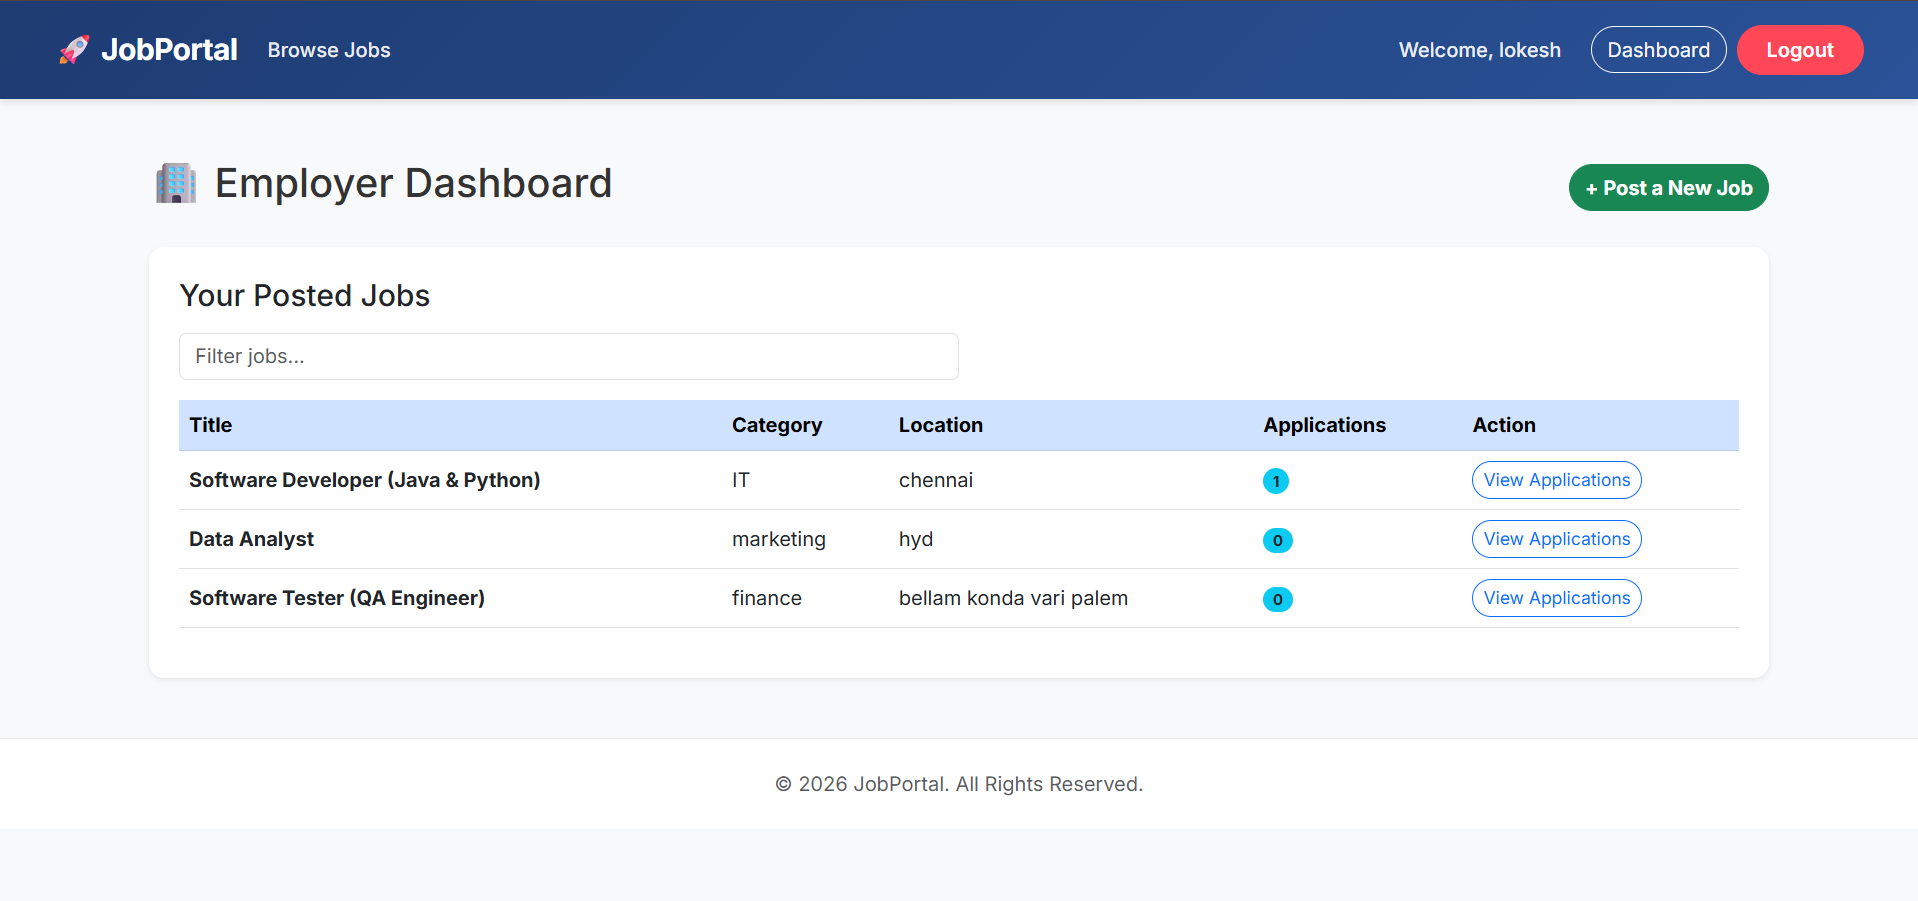 🚀 JobPortal Browse Jobs Welcome, lokesh Dashboard Logout
🏢 Employer Dashboard + Post a New Job
Your Posted Jobs
Filter jobs...
Title Category Location Applications Action
Software Developer (Java & Python) IT chennai 1 View Applications
Data Analyst marketing hyd 0 View Applications
Software Tester (QA Engineer) finance bellam konda vari palem 0 View Applications
© 2026 JobPortal. All Rights Reserved.